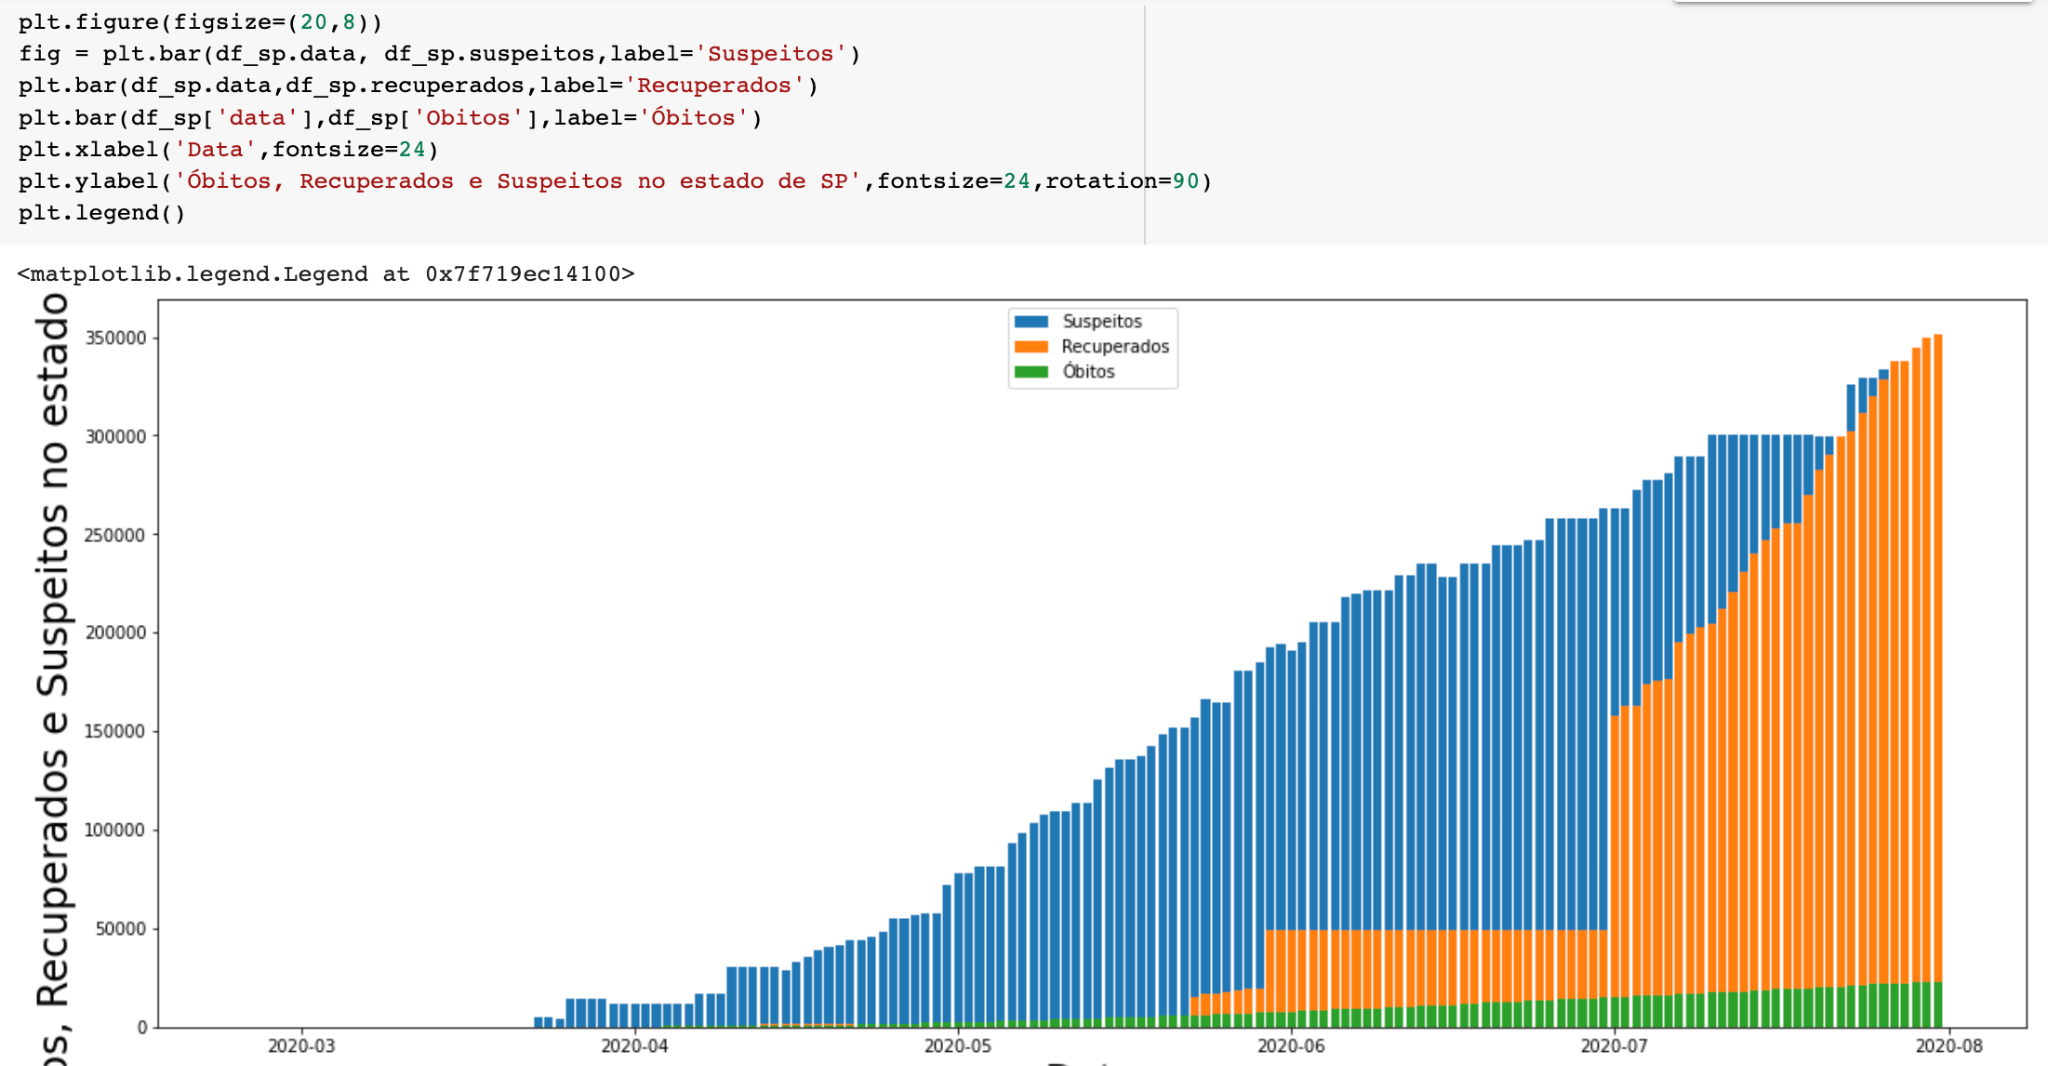 plt.figure(figsize=(20,8))
fig = plt.bar(df_sp.data, df_sp.suspeitos,label='Suspeitos')
plt.bar(df_sp.data,df_sp.recuperados,label='Recuperados')
plt.bar(df_sp['data'],df_sp['Obitos'],label='Óbitos')
plt.xlabel('Data',fontsize=24)
plt.ylabel('Óbitos, Recuperados e Suspeitos no estado de SP',fontsize=24,rotation=90)
plt.legend()
<matplotlib.legend.Legend at 0x7f719ec14100>
os, Recuperados e Suspeitos no estado
Suspeitos
Recuperados
Óbitos
350000
300000
250000
200000
150000
100000
50000
0
2020-03
2020-04
2020-05
2020-06
2020-07
2020-08